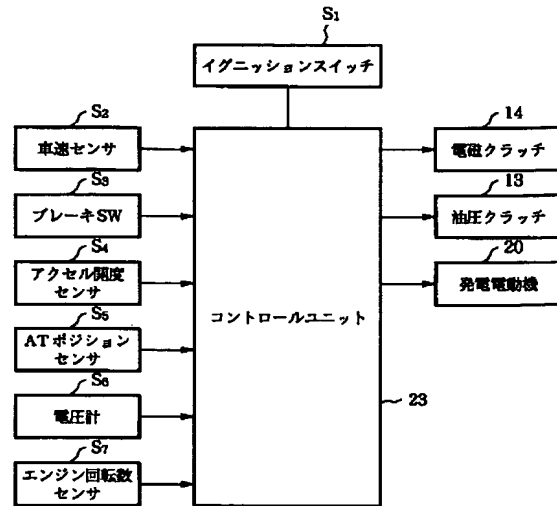 S1
イグニッションスイッチ
S2
車速センサ
S3
ブレーキSW
S4
アクセル開度
センサ
S5
ATポジション
センサ
S6
電圧計
S7
エンジン回転数
センサ
コントロールユニット
23
14
電磁クラッチ
13
油圧クラッチ
20
発電電動機